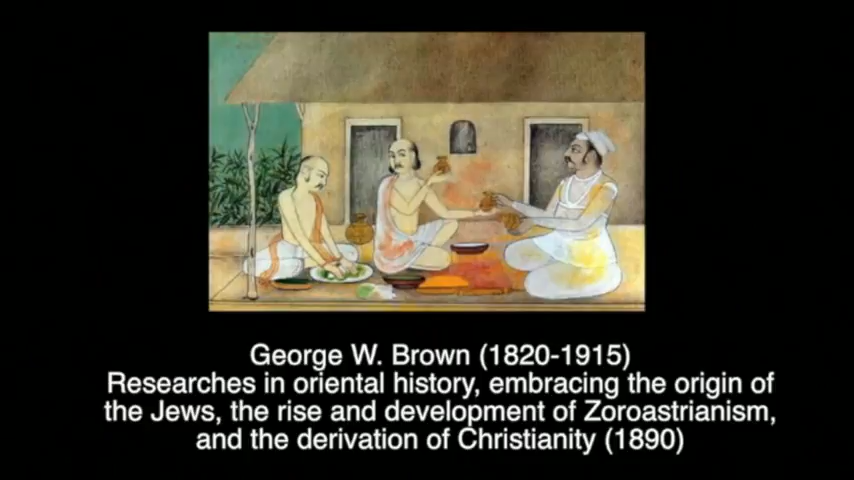 George W. Brown (1820-1915)
Researches in oriental history, embracing the origin of
the Jews, the rise and development of Zoroastrianism,
and the derivation of Christianity (1890)